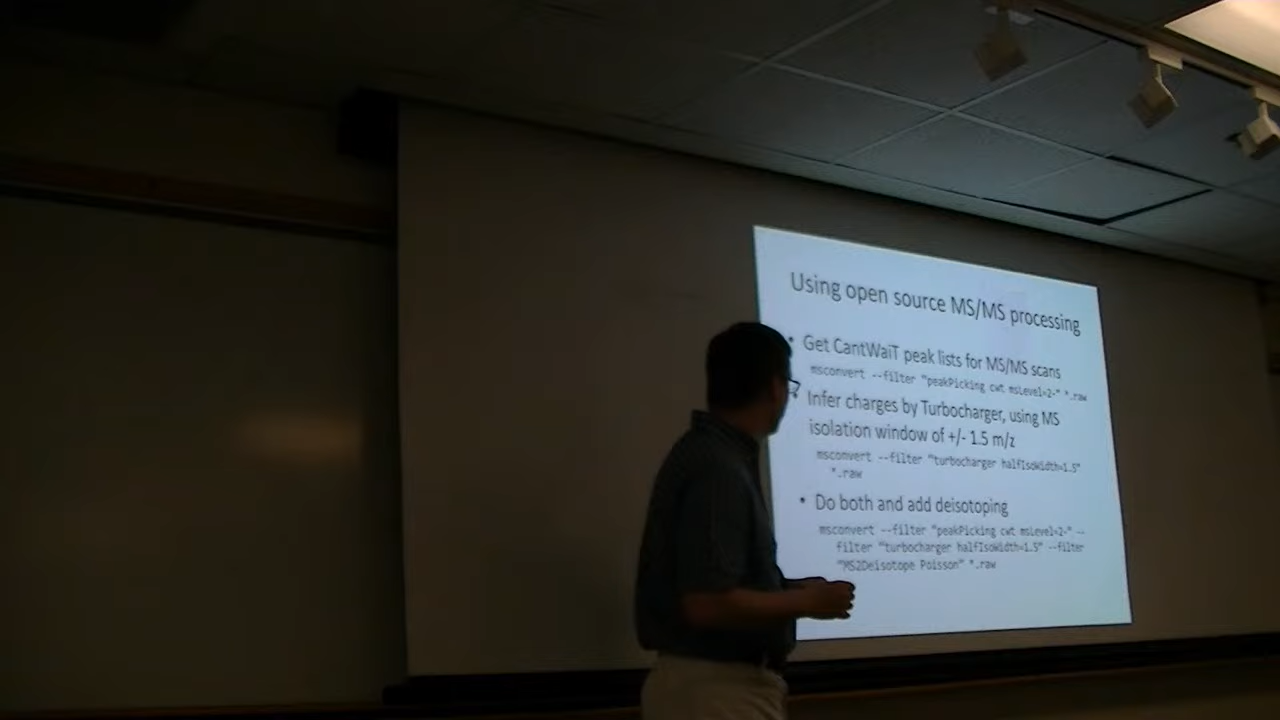 Using open source MS/MS processing
• Get CantWaiT peak lists for MS/MS scans
msconvert --filter "peakPicking cwt msLevel=2-" *.raw
Infer charges by Turbocharger, using MS
isolation window of +/- 1.5 m/z
msconvert --filter "turbocharger halfIsoWidth=1.5"
*.raw
• Do both and add deisotoping
msconvert --filter "peakPicking cwt msLevel=2-" --
filter "turbocharger halfIsoWidth=1.5" --filter
"MS2Deisotope Poisson" *.raw